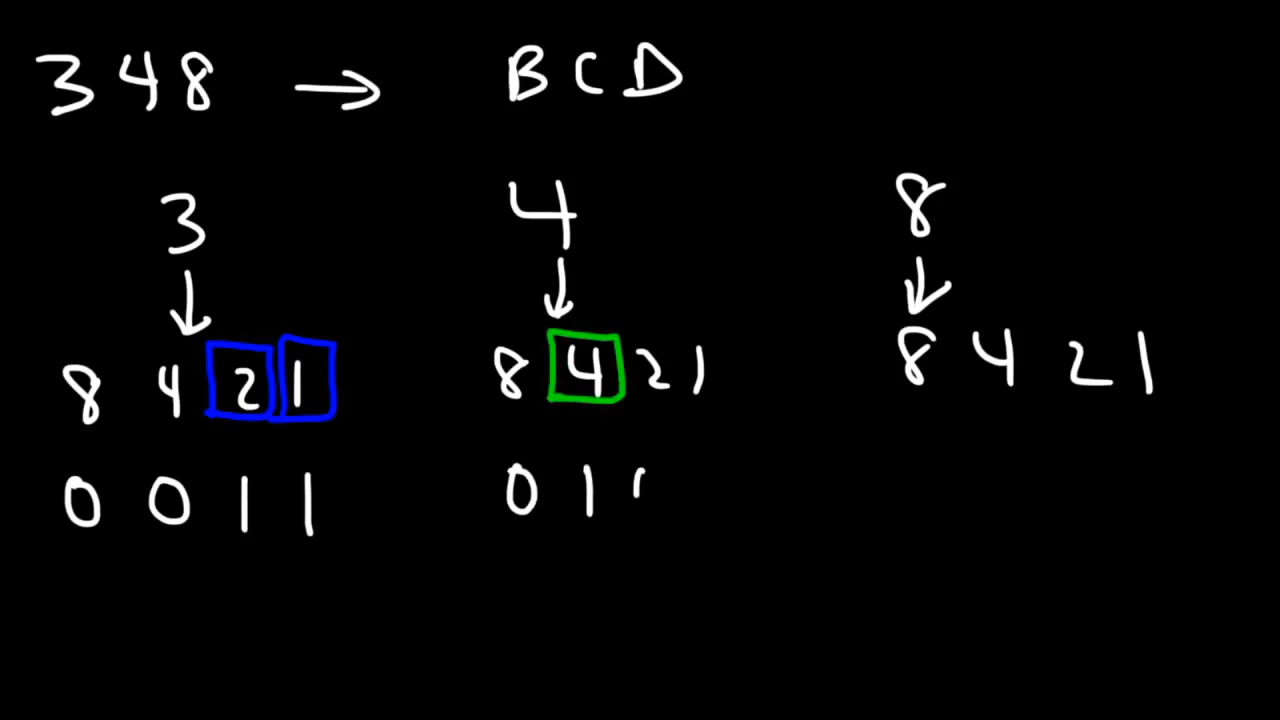 348 → BCD
3 4 8
↓ ↓ ↓
8 4 2 1 8 4 2 1 8 4 2 1
0 0 1 1 0 1